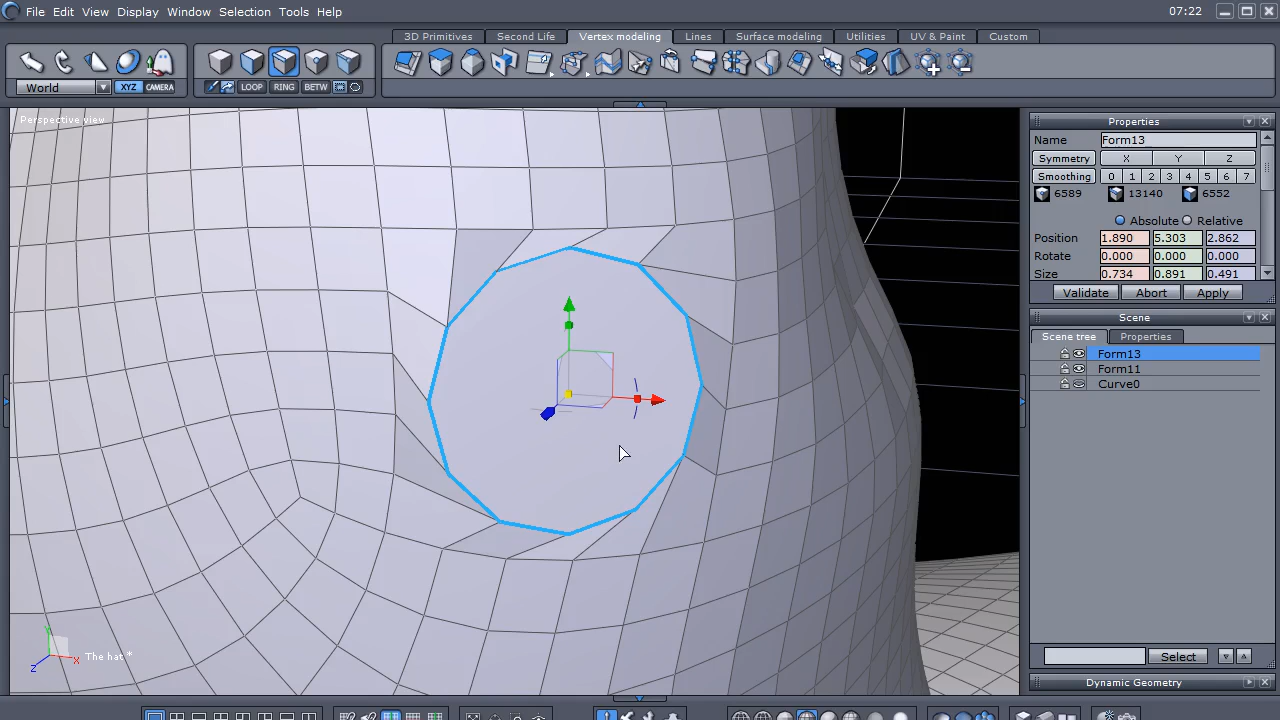 File Edit View Display Window Selection Tools Help 07:22
3D Primitives Second Life Vertex modeling Lines Surface modeling Utilities UV & Paint Custom
World XYZ CAMERA LOOP RING BETW
Perspective view
Properties
Name Form13
Symmetry X Y Z
Smoothing 0 1 2 3 4 5 6 7
6589 13140 6552
Absolute Relative
Position 1.890 5.303 2.862
Rotate 0.000 0.000 0.000
Size 0.734 0.891 0.491
Validate Abort Apply
Scene
Scene tree Properties
Form13
Form11
Curve0
Select
Dynamic Geometry
Y
Z X
The hat *